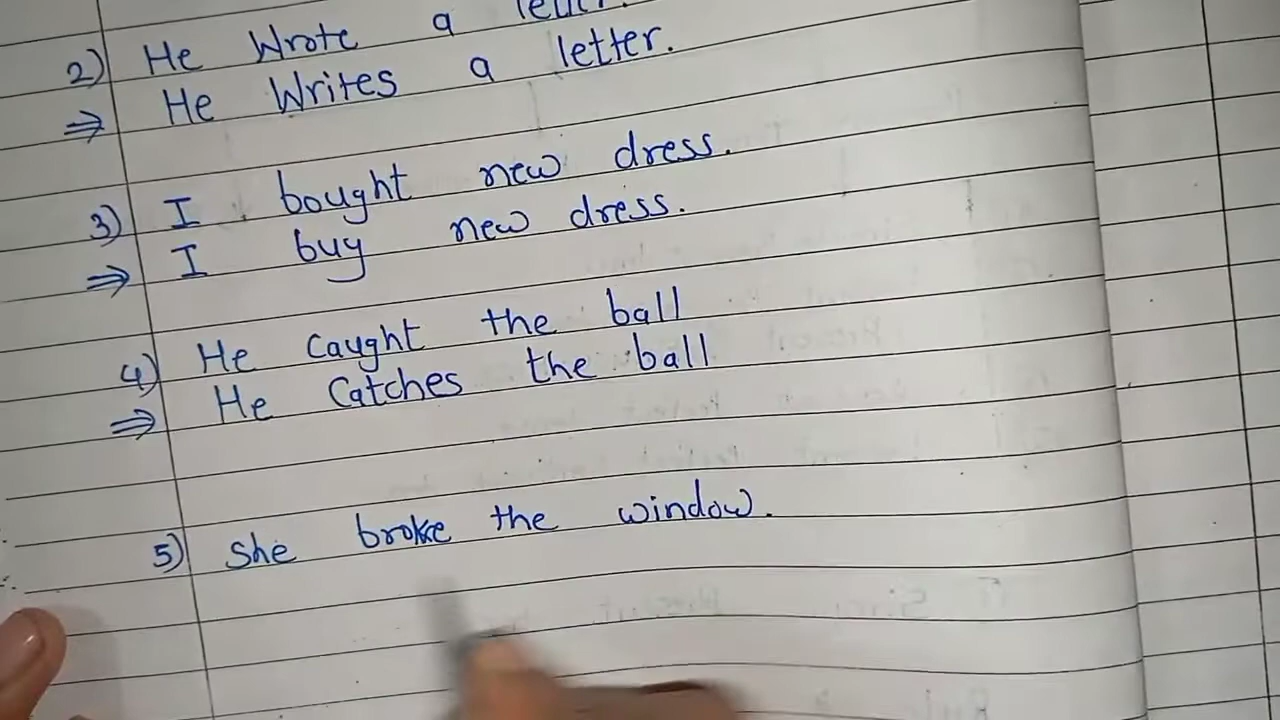 2) He Wrote a letter.
⇒ He Writes a letter.
3) I bought new dress.
⇒ I buy new dress.
4) He caught the ball
⇒ He Catches the ball
5) She broke the window.